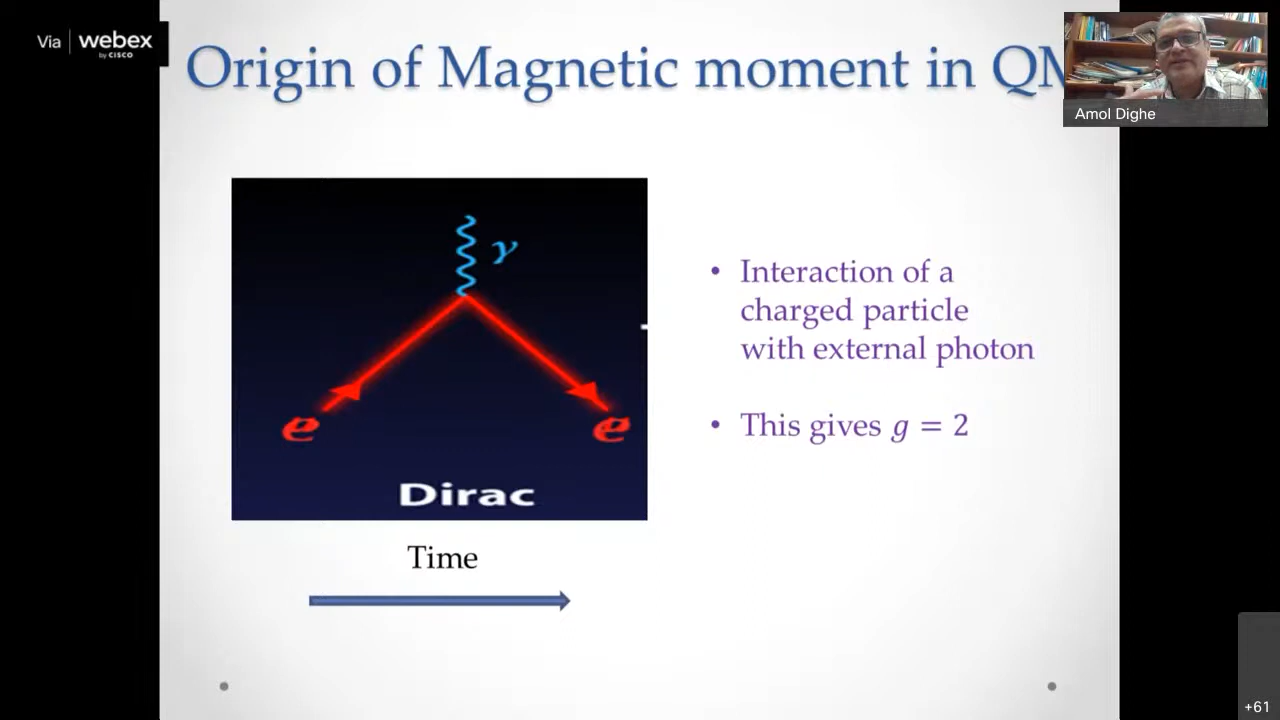 Via | webex
by CISCO
Origin of Magnetic moment in QM
Amol Dighe
γ
e
e
Dirac
Time
• Interaction of a
charged particle
with external photon
• This gives g = 2
+61